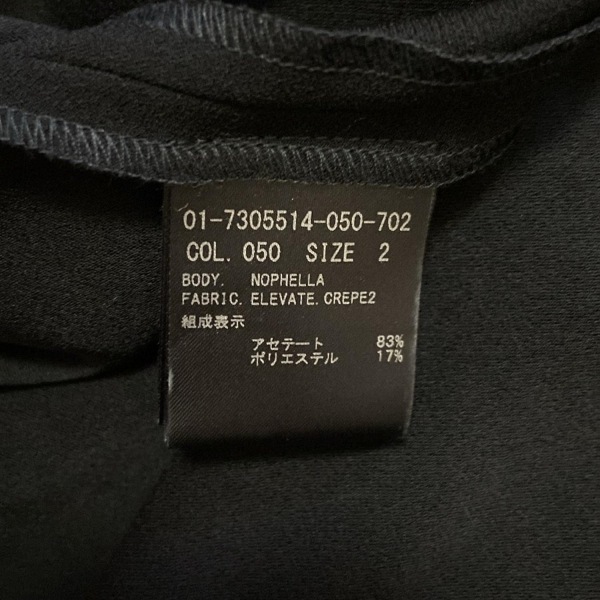 01-7305514-050-702
COL. 050 SIZE 2
BODY. NOPHELLA
FABRIC. ELEVATE. CREPE2
組成表示
アセテート 83%
ポリエステル 17%